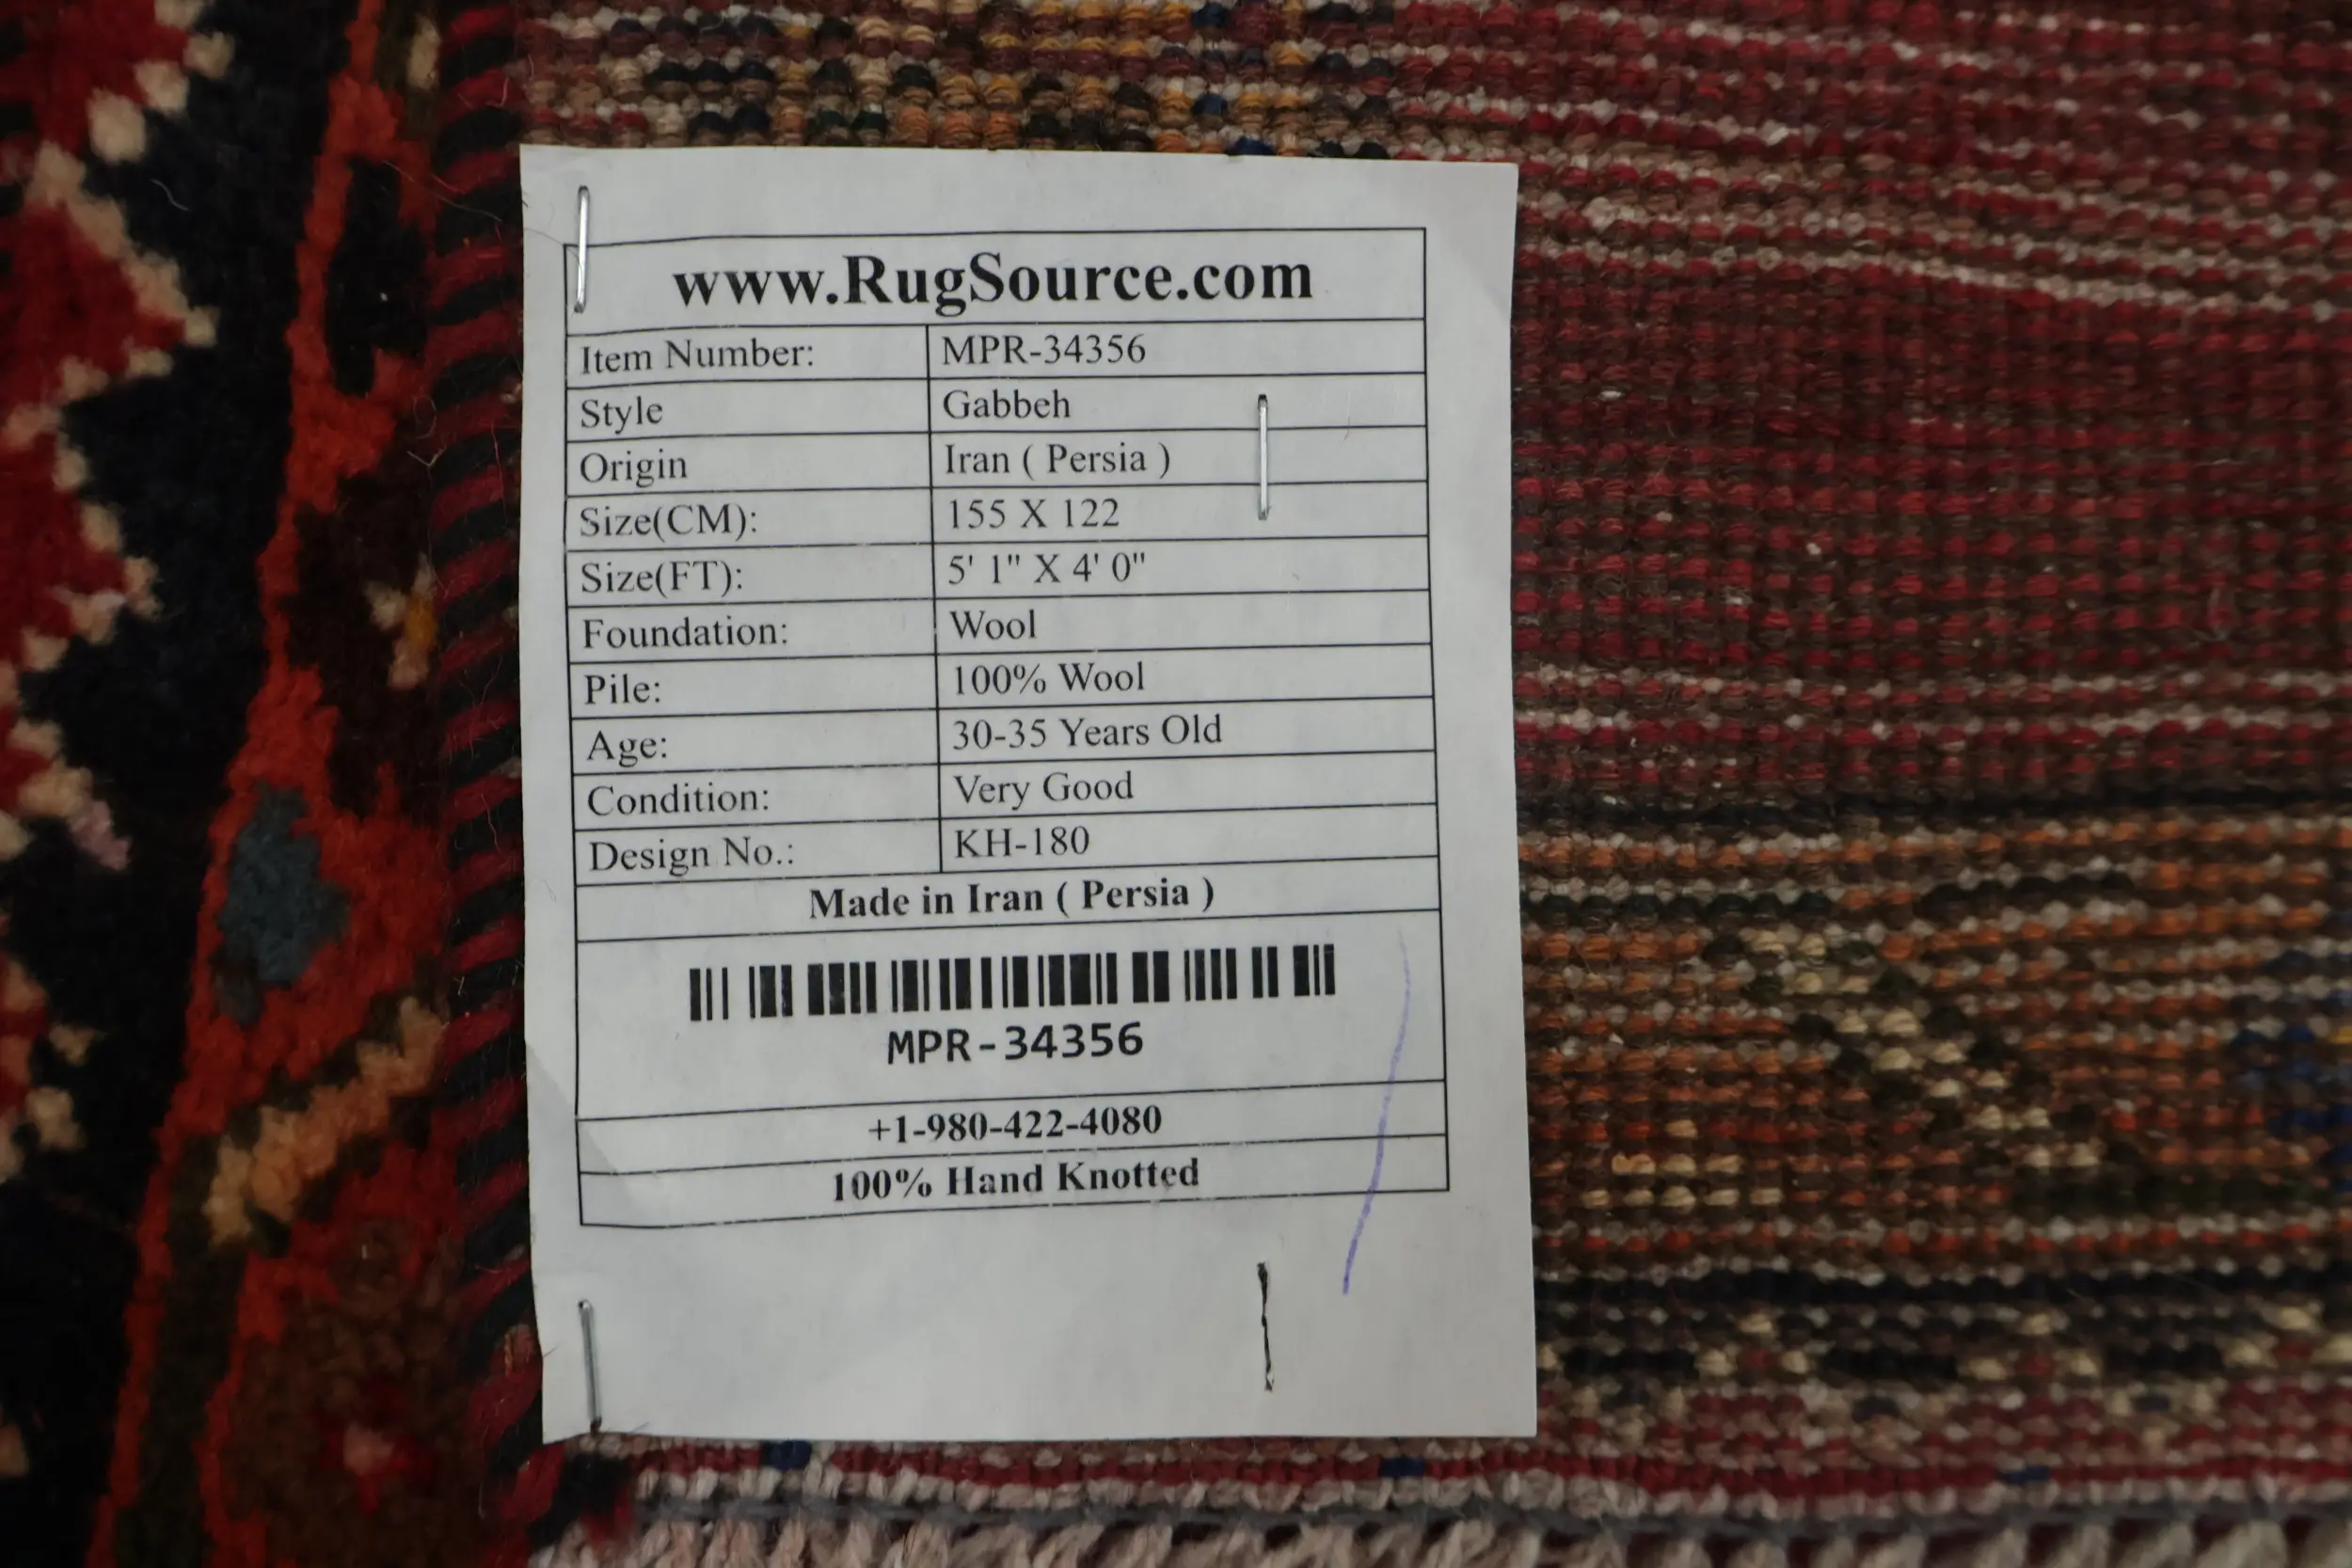 www.RugSource.com
Item Number: MPR-34356
Style Gabbeh
Origin Iran ( Persia )
Size(CM): 155 X 122
Size(FT): 5' 1" X 4' 0"
Foundation: Wool
Pile: 100% Wool
Age: 30-35 Years Old
Condition: Very Good
Design No.: KH-180
Made in Iran ( Persia )
MPR-34356
+1-980-422-4080
100% Hand Knotted